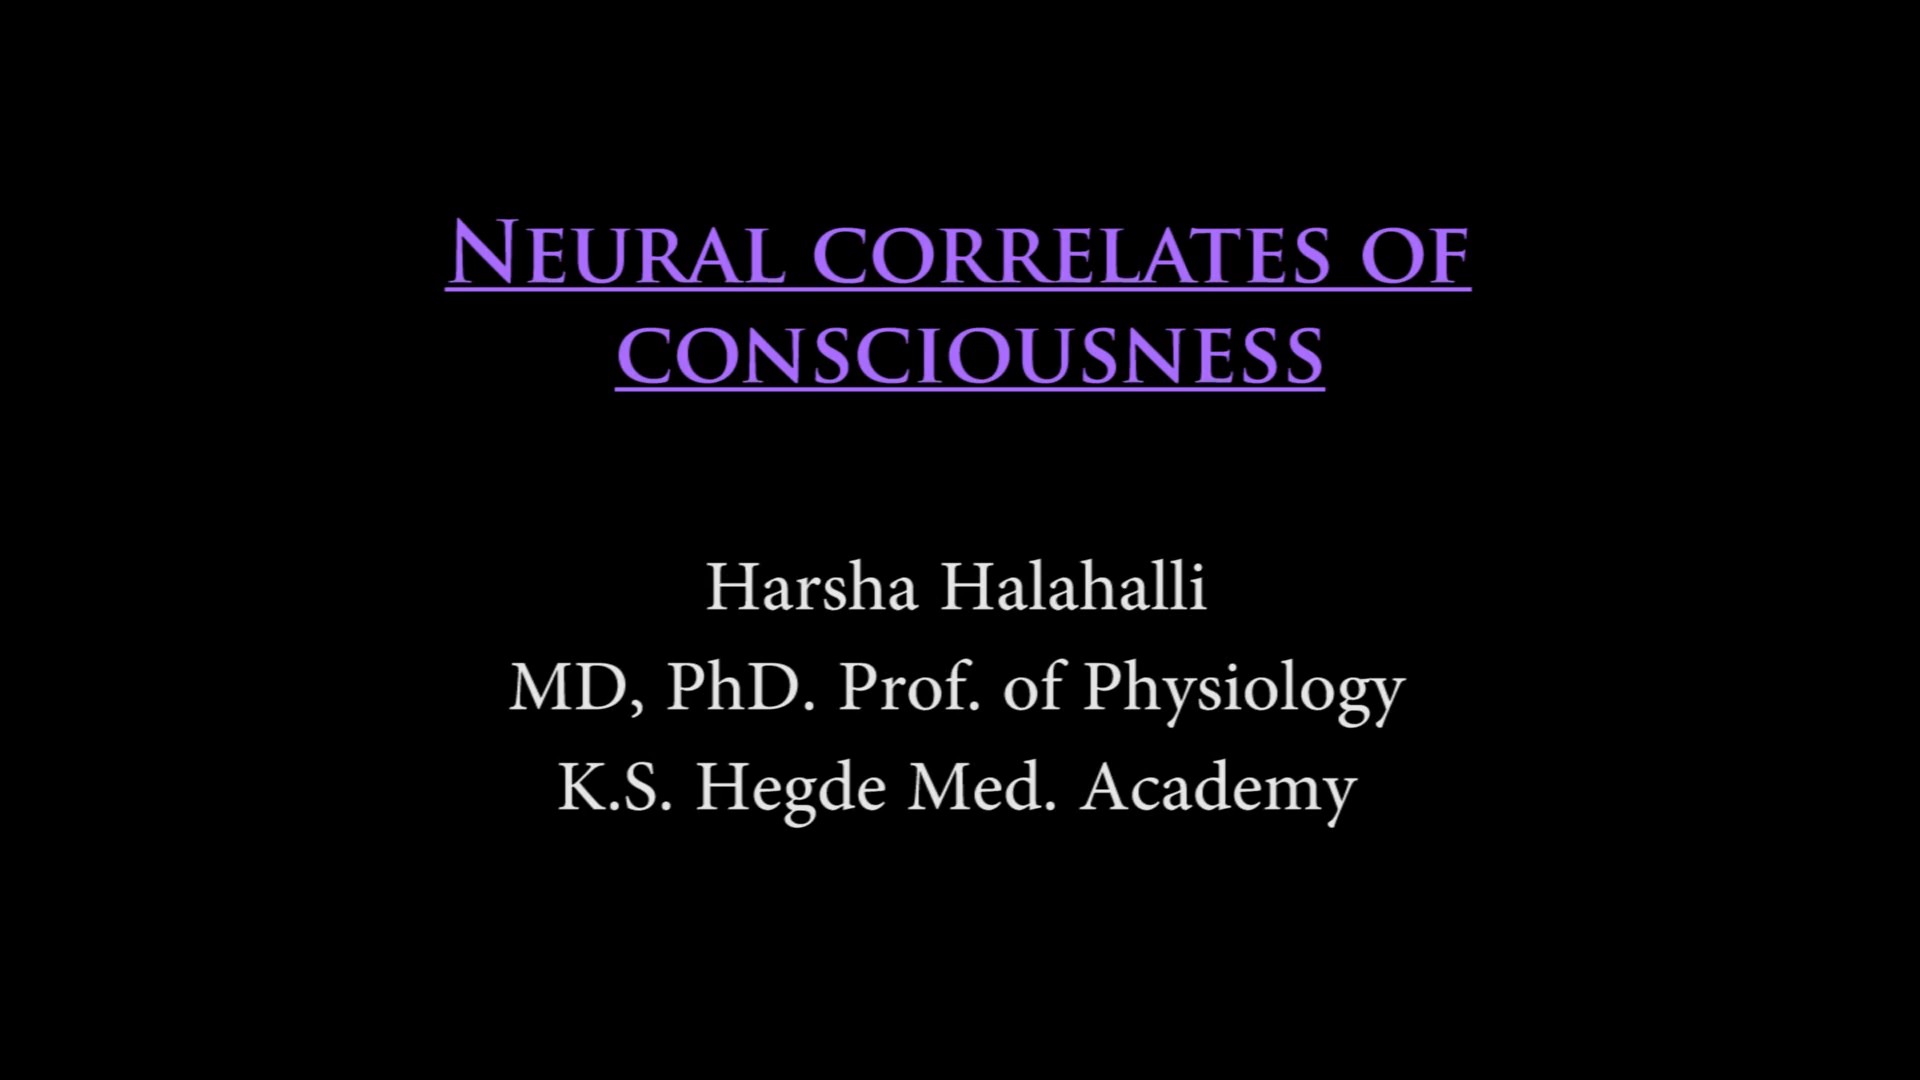 Neural correlates of
consciousness
Harsha Halahalli
MD, PhD. Prof. of Physiology
K.S. Hegde Med. Academy